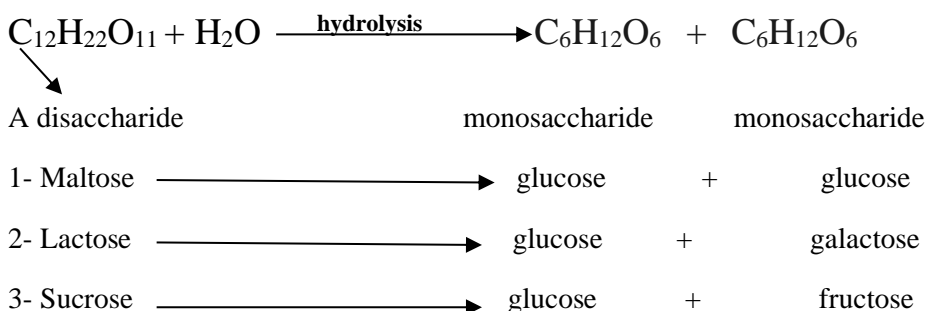 C₁₂H₂₂O₁₁ + H₂O hydrolysis C₆H₁₂O₆ + C₆H₁₂O₆
A disaccharide monosaccharide monosaccharide
1- Maltose glucose + glucose
2- Lactose glucose + galactose
3- Sucrose glucose + fructose